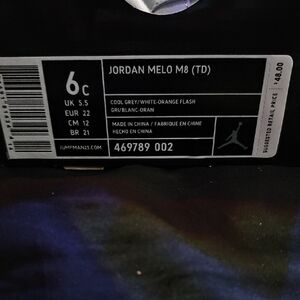 6C
UK 5.5
EUR 22
CM 12
BR 21
JUMPMAN23.COM
JORDAN MELO M8 (TD)
COOL GREY/WHITE-ORANGE FLASH
GRI/BLANC-ORAN
MADE IN CHINA / FABRIQUE EN CHINE
HECHO EN CHINA
469789 002
SUGGESTED RETAIL PRICE
$48.00